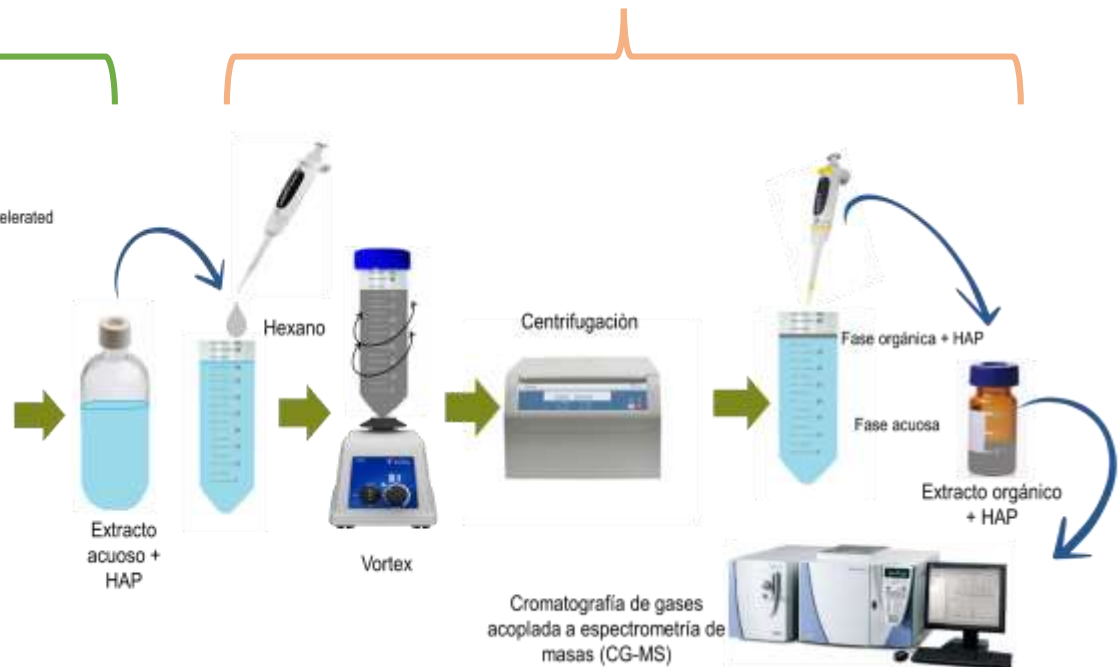 elerated
Hexano
Centrifugación
Fase orgánica + HAP
Fase acuosa
Extracto
acuoso +
HAP
Vortex
Extracto orgánico
+ HAP
Cromatografía de gases
acoplada a espectrometría de
masas (CG-MS)